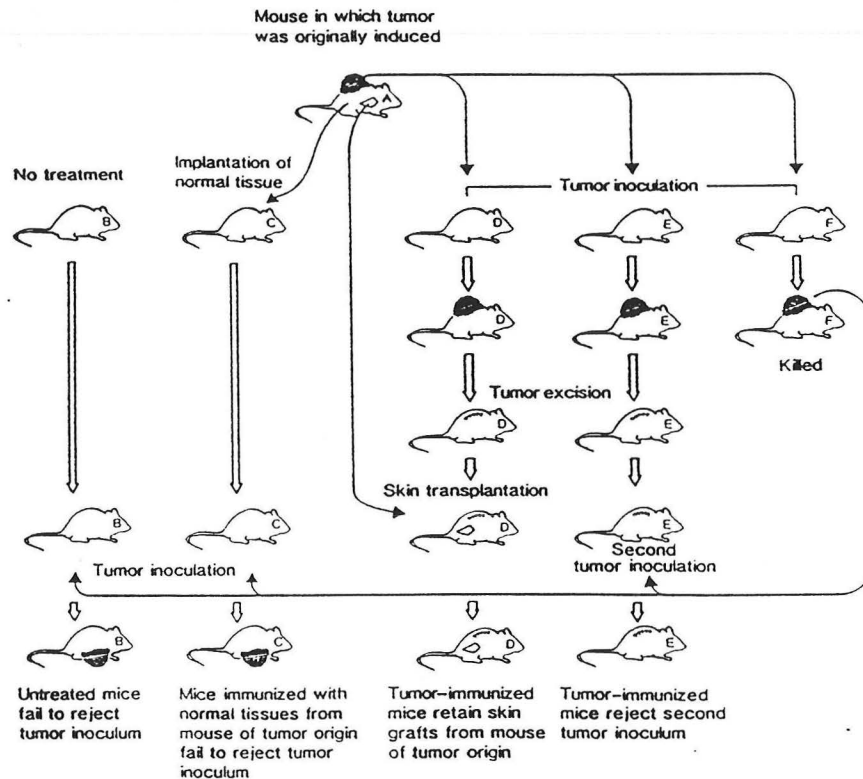 Mouse in which tumor
was originally induced
A
Implantation of
normal tissue
No treatment
Tumor inoculation
B
C
D
E
F
D
E
F
Killed
Tumor excision
D
E
Skin transplantation
B
C
D
E
Second
tumor inoculation
Tumor inoculation
B
C
D
E
Untreated mice
fail to reject
tumor inoculum
Mice immunized with
normal tissues from
mouse of tumor origin
fail to reject tumor
inoculum
Tumor-immunized
mice retain skin
grafts from mouse
of tumor origin
Tumor-immunized
mice reject second
tumor inoculum